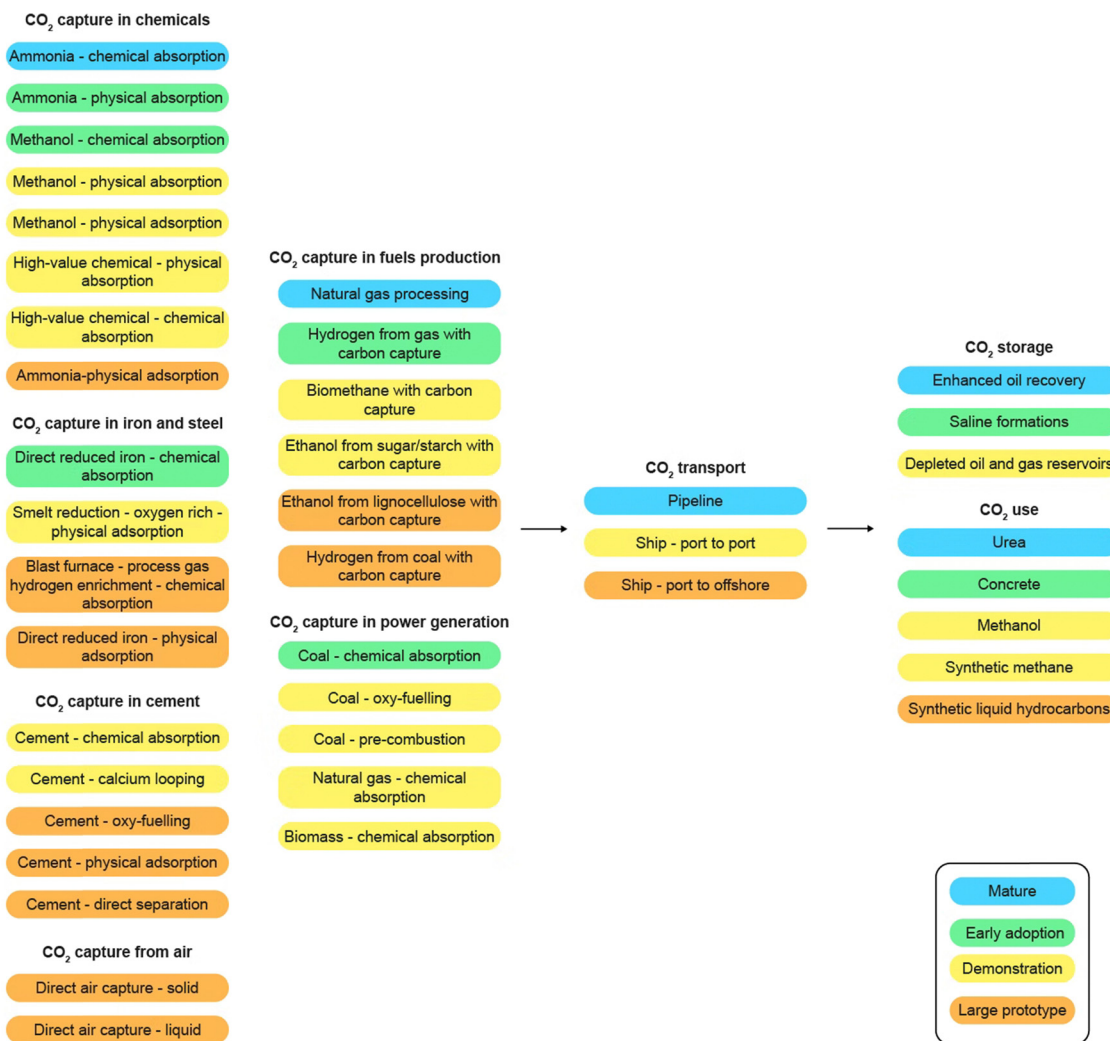 CO₂ capture in chemicals
Ammonia - chemical absorption
Ammonia - physical absorption
Methanol - chemical absorption
Methanol - physical absorption
Methanol - physical adsorption
High-value chemical - physical
absorption
High-value chemical - chemical
absorption
Ammonia-physical adsorption
CO₂ capture in iron and steel
Direct reduced iron - chemical
absorption
Smelt reduction - oxygen rich -
physical adsorption
Blast furnace - process gas
hydrogen enrichment - chemical
absorption
Direct reduced iron - physical
adsorption
CO₂ capture in cement
Cement - chemical absorption
Cement - calcium looping
Cement - oxy-fuelling
Cement - physical adsorption
Cement - direct separation
CO₂ capture from air
Direct air capture - solid
Direct air capture - liquid
CO₂ capture in fuels production
Natural gas processing
Hydrogen from gas with
carbon capture
Biomethane with carbon
capture
Ethanol from sugar/starch with
carbon capture
Ethanol from lignocellulose with
carbon capture
Hydrogen from coal with
carbon capture
CO₂ capture in power generation
Coal - chemical absorption
Coal - oxy-fuelling
Coal - pre-combustion
Natural gas - chemical
absorption
Biomass - chemical absorption
CO₂ transport
Pipeline
Ship - port to port
Ship - port to offshore
CO₂ storage
Enhanced oil recovery
Saline formations
Depleted oil and gas reservoirs
CO₂ use
Urea
Concrete
Methanol
Synthetic methane
Synthetic liquid hydrocarbons
Mature
Early adoption
Demonstration
Large prototype